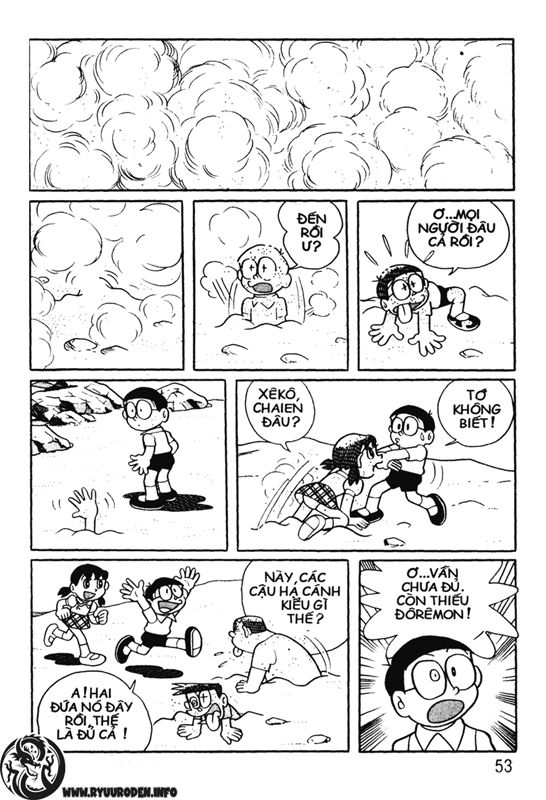 ĐẾN
RỒI
Ư?
Ơ...MỌI
NGƯỜI ĐÂU
CẢ RỒI?
XÊKÔ,
CHAIEN
ĐÂU?
TỚ
KHÔNG
BIẾT!
NÀY, CÁC
CẬU HẠ CÁNH
KIỂU GÌ
THẾ?
A! HAI
ĐỨA NÓ ĐÂY
RỒI, THẾ
LÀ ĐỦ CẢ!
Ơ...VẪN
CHƯA ĐỦ.
CÒN THIẾU
ĐÔRÊMON!
53
WWW.RYUURODEN.INFO